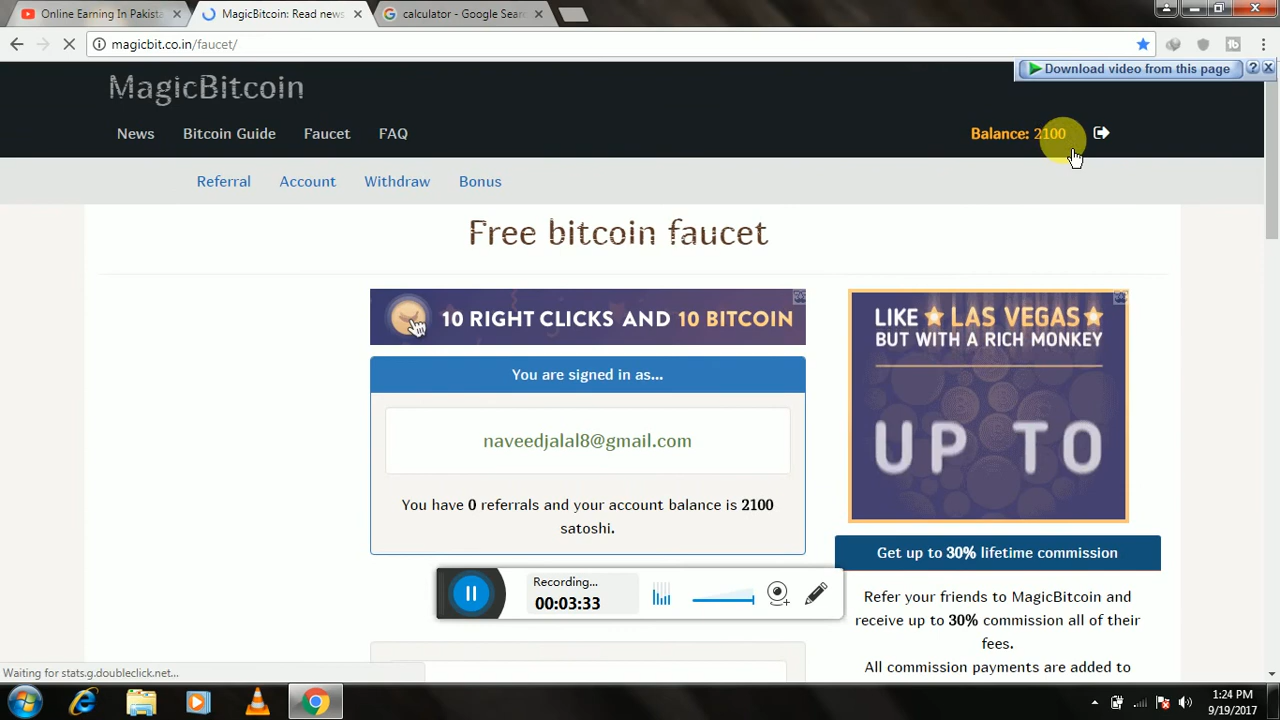 Online Earning In Pakista
MagicBitcoin: Read news
calculator - Google Sear
magicbit.co.in/faucet/
Download video from this page
MagicBitcoin
News Bitcoin Guide Faucet FAQ
Balance: 2100
Referral Account Withdraw Bonus
Free bitcoin faucet
10 RIGHT CLICKS AND 10 BITCOIN
LIKE LAS VEGAS
BUT WITH A RICH MONKEY
UP TO
You are signed in as...
naveedjalal8@gmail.com
You have 0 referrals and your account balance is 2100
satoshi.
Get up to 30% lifetime commission
Refer your friends to MagicBitcoin and
receive up to 30% commission all of their
fees.
All commission payments are added to
Recording...
00:03:33
Waiting for stats.g.doubleclick.net...
1:24 PM
9/19/2017